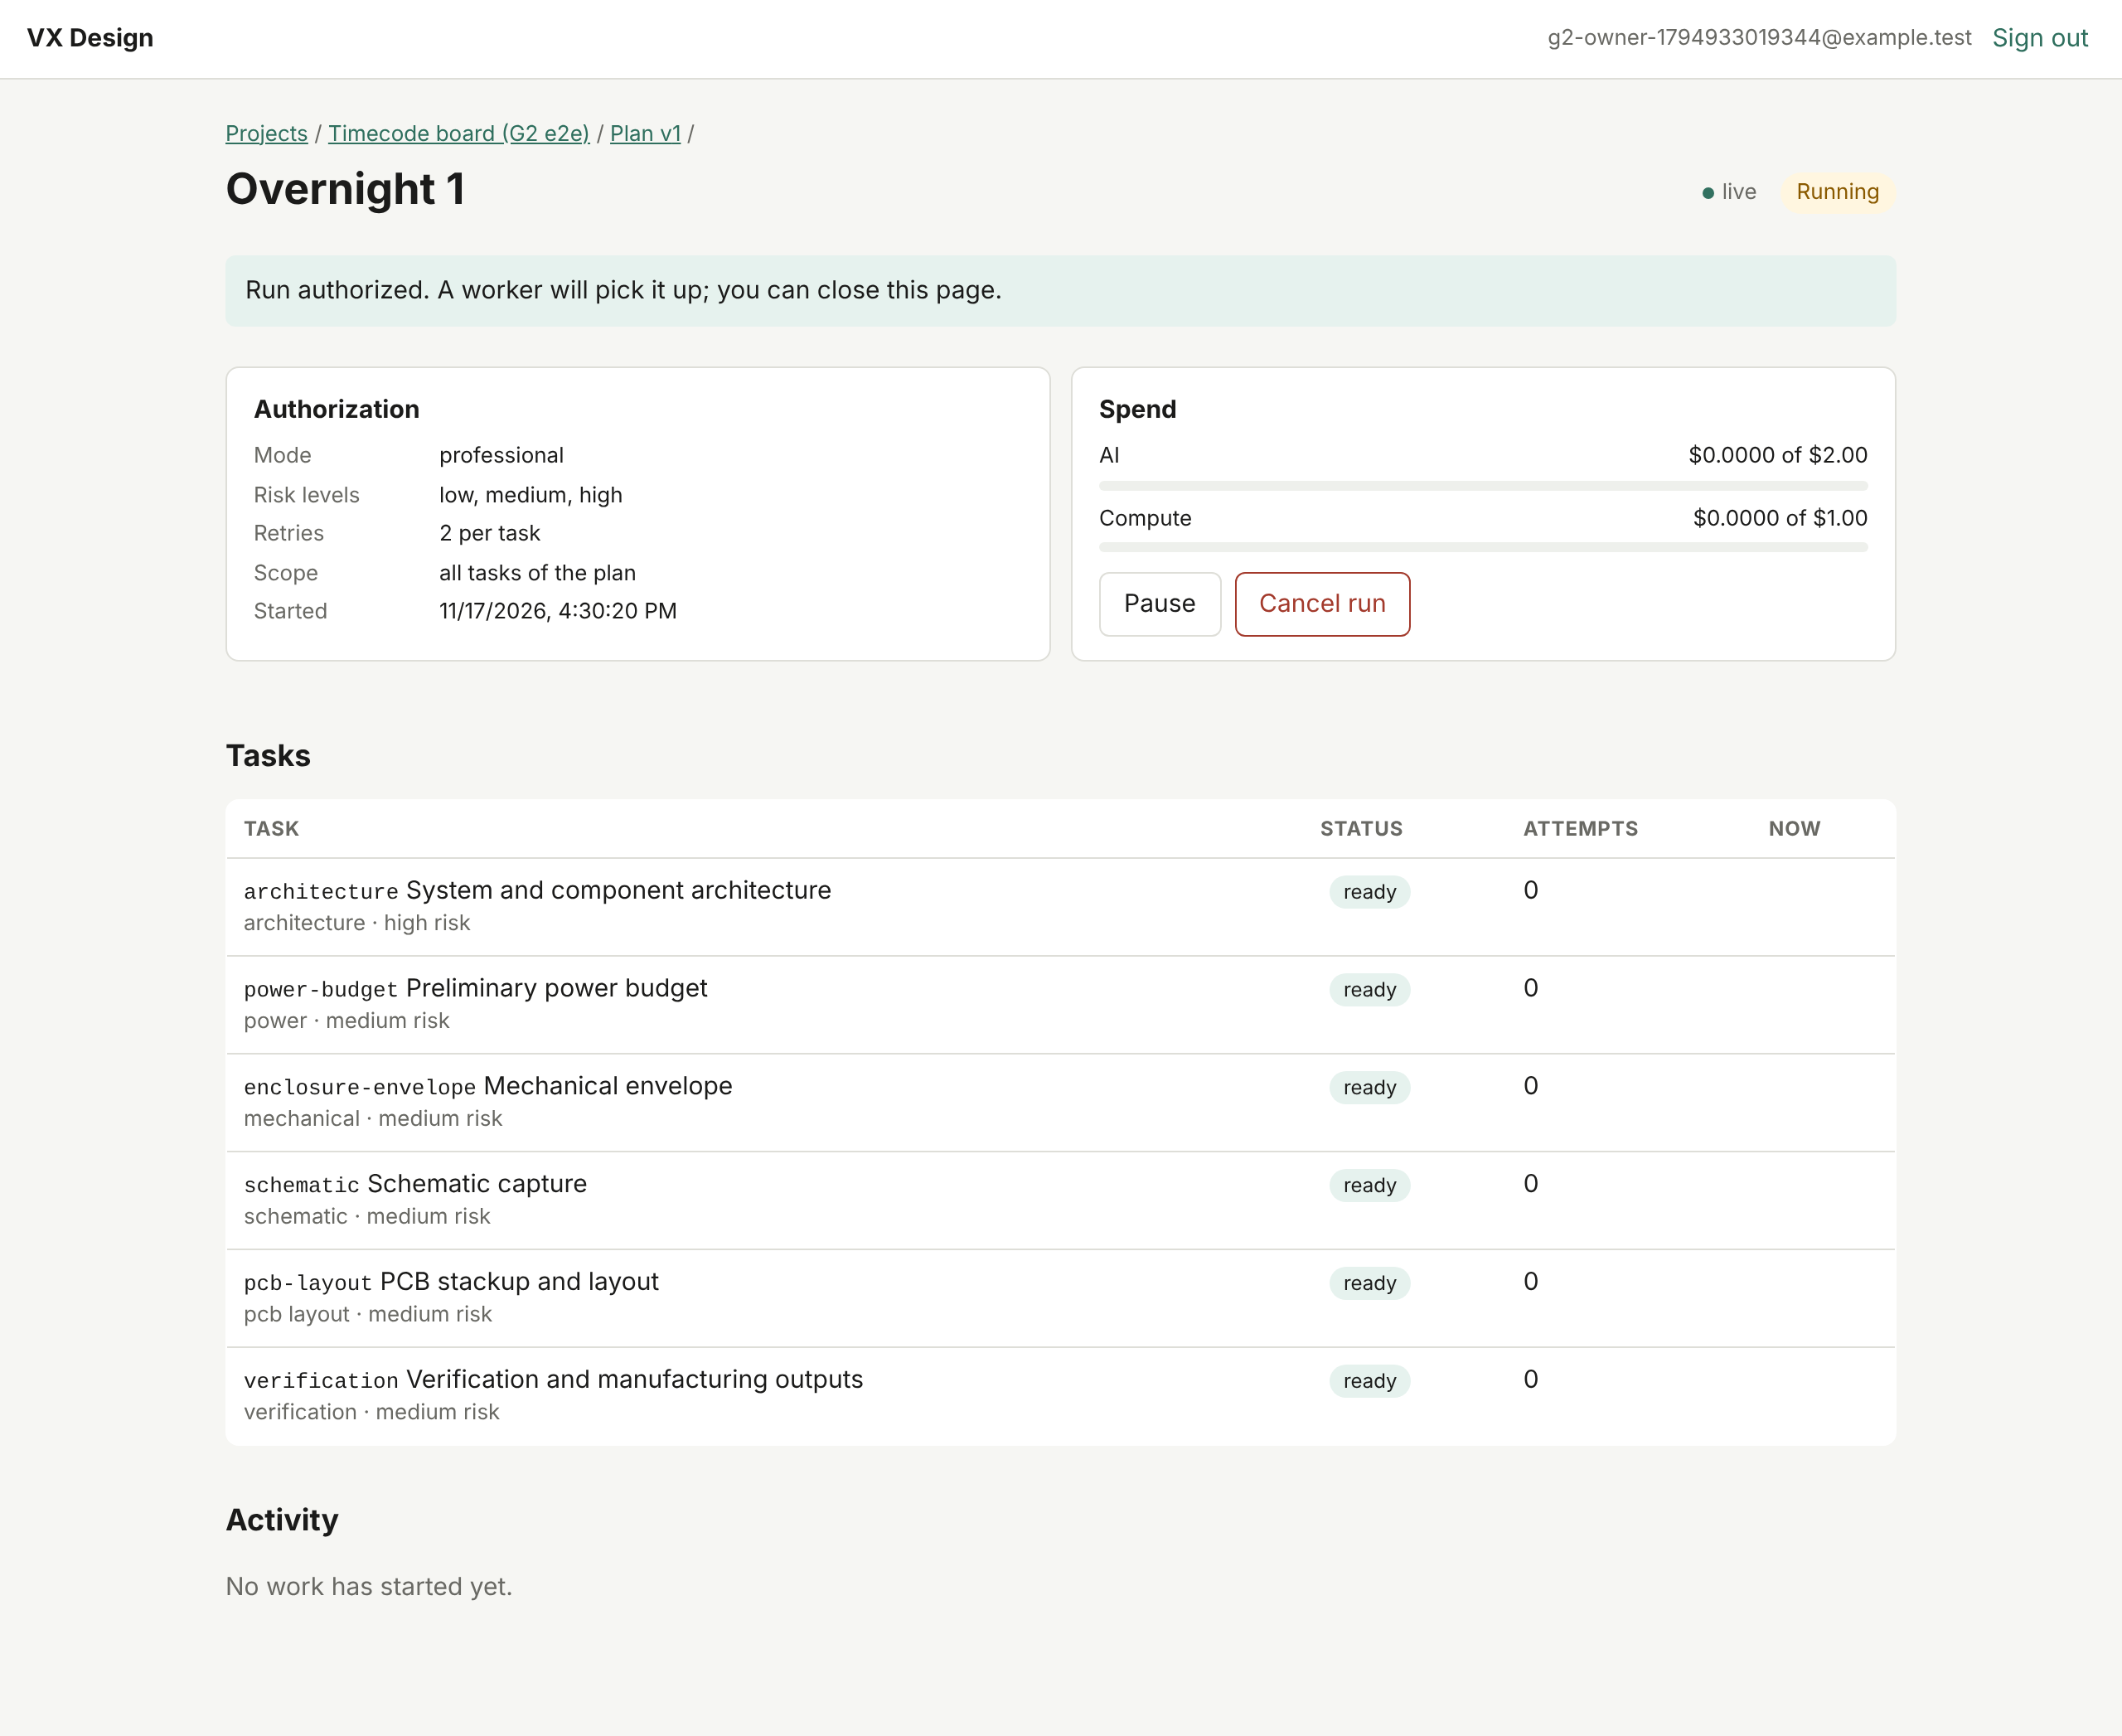 VX Design
g2-owner-1794933019344@example.test Sign out
Projects / Timecode board (G2 e2e) / Plan v1 /
Overnight 1
live Running
Run authorized. A worker will pick it up; you can close this page.
Authorization
Mode professional
Risk levels low, medium, high
Retries 2 per task
Scope all tasks of the plan
Started 11/17/2026, 4:30:20 PM
Spend
AI $0.0000 of $2.00
Compute $0.0000 of $1.00
Pause Cancel run
Tasks
TASK STATUS ATTEMPTS NOW
architecture System and component architecture ready 0
architecture · high risk
power-budget Preliminary power budget ready 0
power · medium risk
enclosure-envelope Mechanical envelope ready 0
mechanical · medium risk
schematic Schematic capture ready 0
schematic · medium risk
pcb-layout PCB stackup and layout ready 0
pcb layout · medium risk
verification Verification and manufacturing outputs ready 0
verification · medium risk
Activity
No work has started yet.